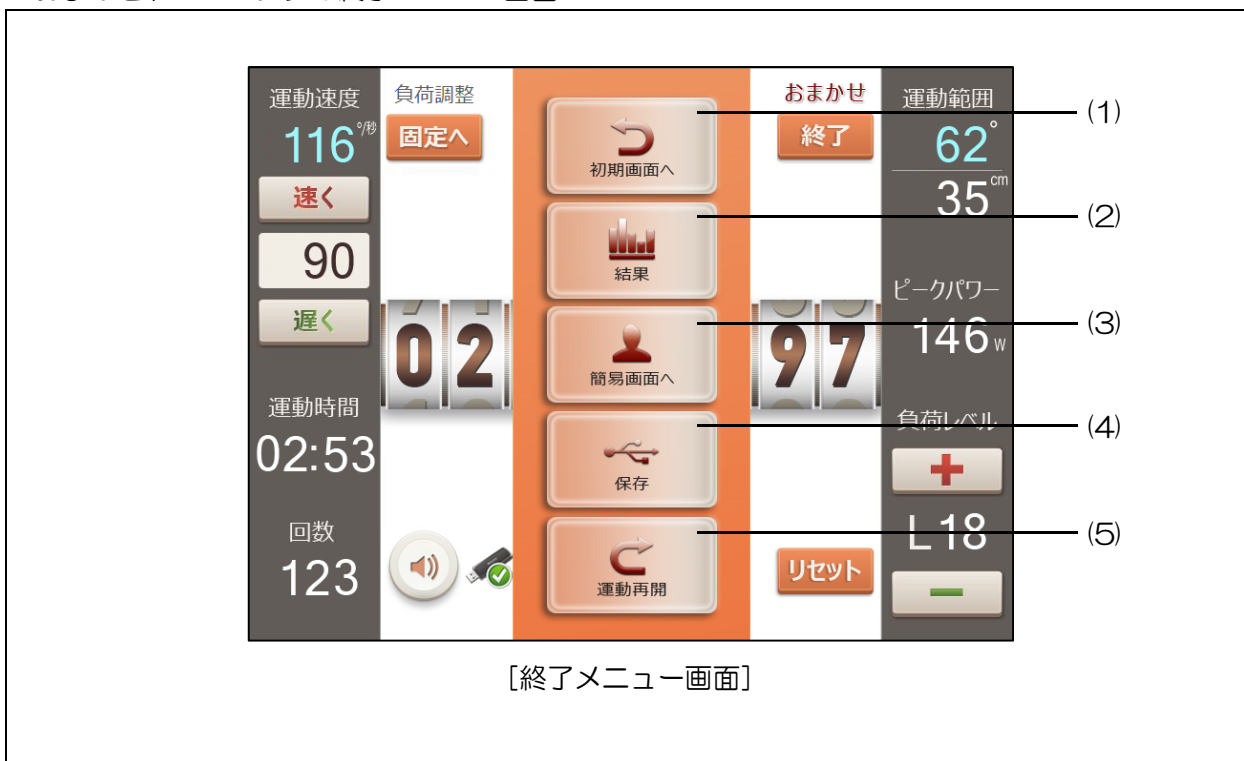 運動速度
116°/秒
速く
90
遅く
運動時間
02:53
回数
123
負荷調整
固定へ
02
初期画面へ
結果
簡易画面へ
保存
運動再開
おまかせ
終了
97
リセット
運動範囲
62°
35cm
ピークパワー
146W
負荷レベル
L18
(1)
(2)
(3)
(4)
(5)
[終了メニュー画面]